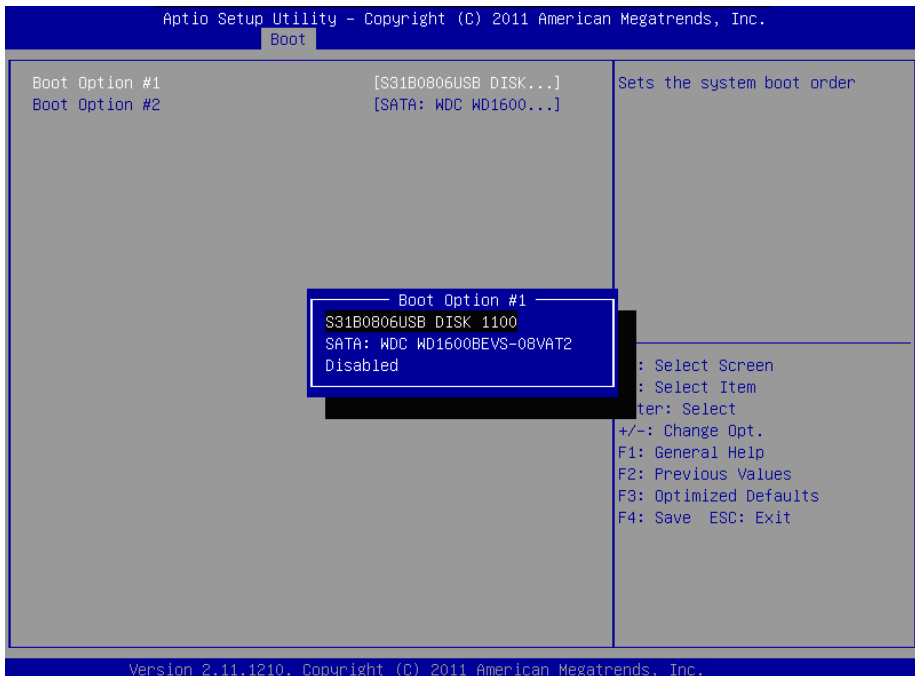 Aptio Setup Utility – Copyright (C) 2011 American Megatrends, Inc.
Boot
Boot Option #1 [S31B0806USB DISK...]
Boot Option #2 [SATA: WDC WD1600...]
Sets the system boot order
Boot Option #1
S31B0806USB DISK 1100
SATA: WDC WD1600BEVS-08VAT2
Disabled
: Select Screen
: Select Item
ter: Select
+/-: Change Opt.
F1: General Help
F2: Previous Values
F3: Optimized Defaults
F4: Save ESC: Exit
Version 2.11.1210. Copyright (C) 2011 American Megatrends, Inc.